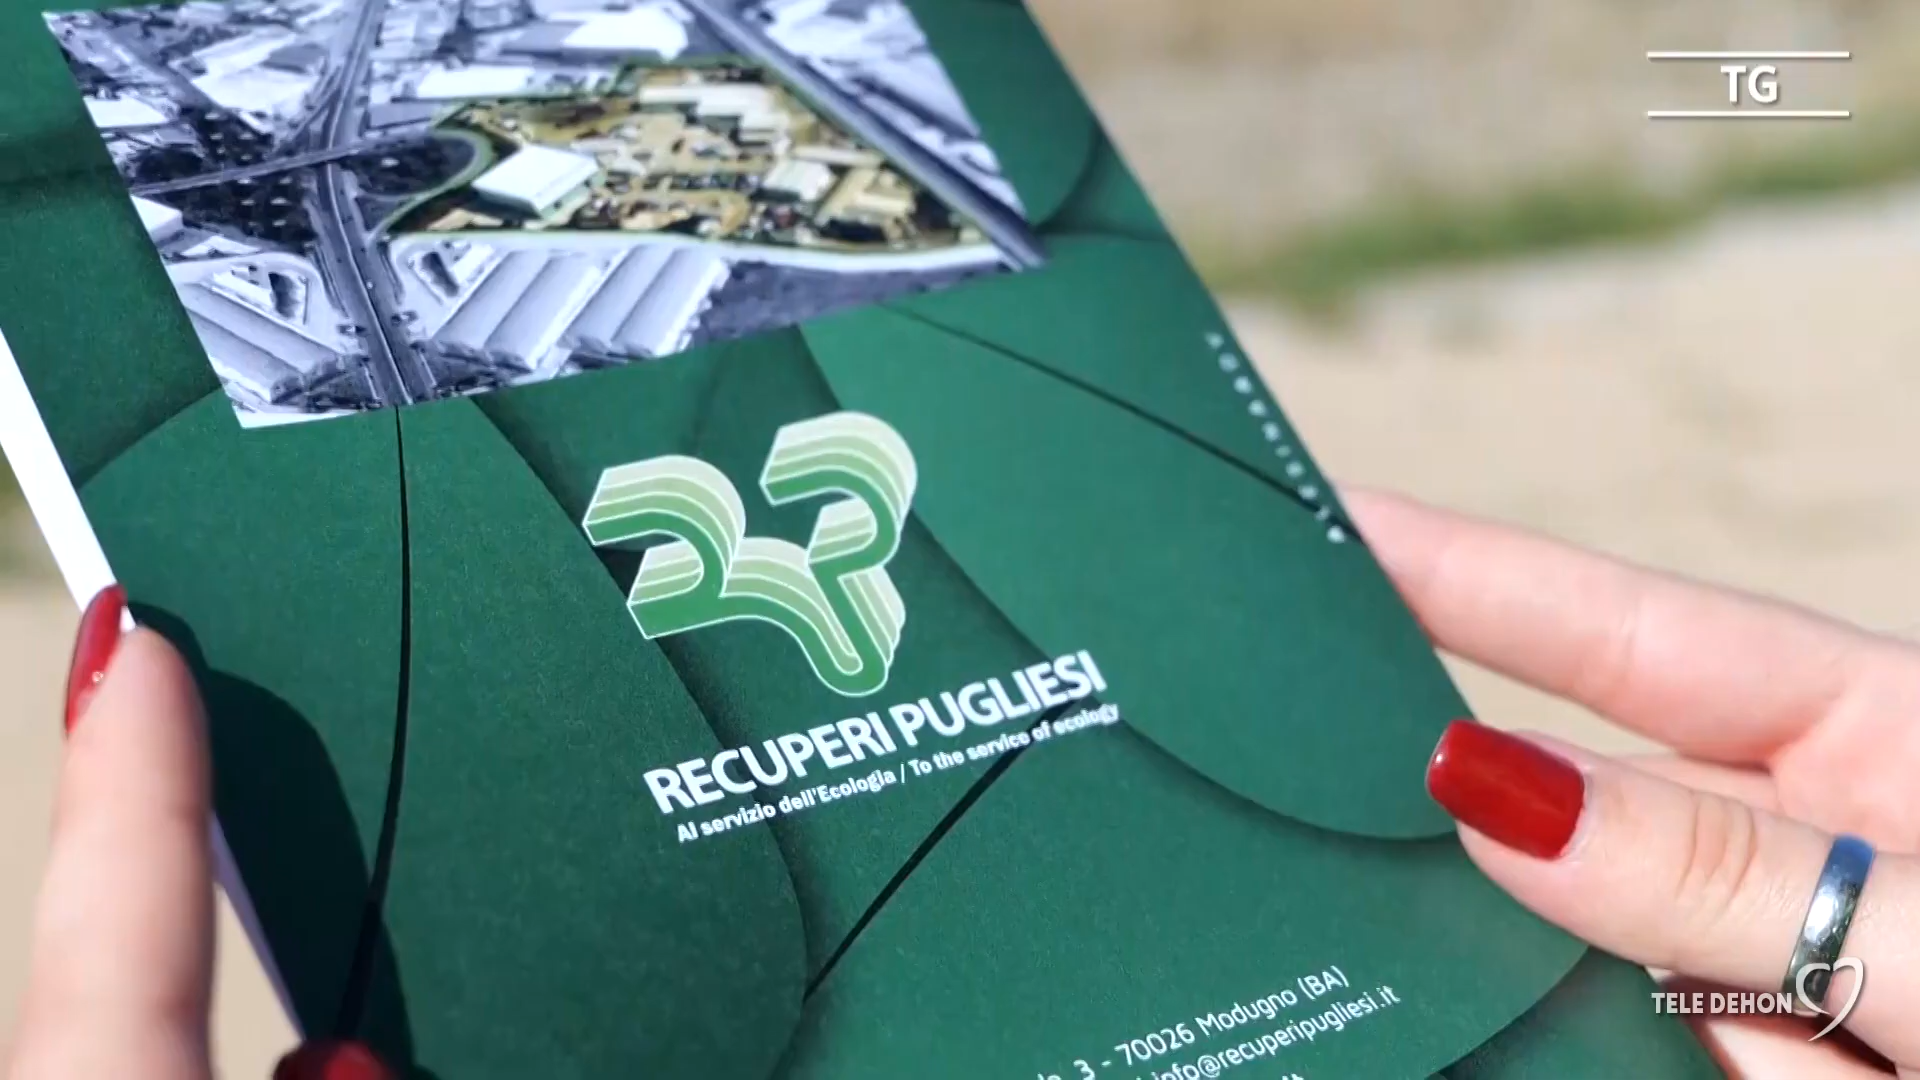 TG
RECUPERI PUGLIESI
Al servizio dell'Ecologia / To the service of ecology
3 - 70026 Modugno (BA)
info@recuperipugliesi.it
TELE DEHON